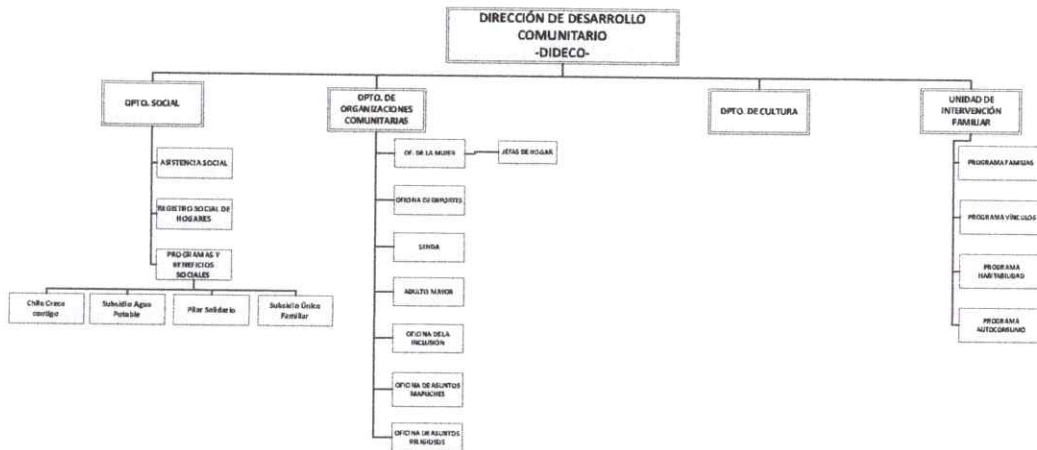 DIRECCIÓN DE DESARROLLO
COMUNITARIO
-DIDECO-
DPTO. SOCIAL
DPTO. DE
ORGANIZACIONES
COMUNITARIAS
DPTO. DE CULTURA
UNIDAD DE
INTERVENCIÓN
FAMILIAR
ASISTENCIA SOCIAL
REGISTRO SOCIAL DE
HOGARES
PROGRAMAS Y
BENEFICIOS
SOCIALES
Chile Crece
contigo
Subsidio Agua
Potable
Pilar Solidario
Subsidio Único
Familiar
OF. DE LA MUJER
JEFAS DE HOGAR
OFICINA DE DEPORTES
SENDA
ADULTO MAYOR
OFICINA DE LA
INCLUSIÓN
OFICINA DE ASUNTOS
MAPUCHES
OFICINA DE ASUNTOS
RELIGIOSOS
PROGRAMA FAMILIAS
PROGRAMA VÍNCULOS
PROGRAMA
HABITABILIDAD
PROGRAMA
AUTOCONSUMO